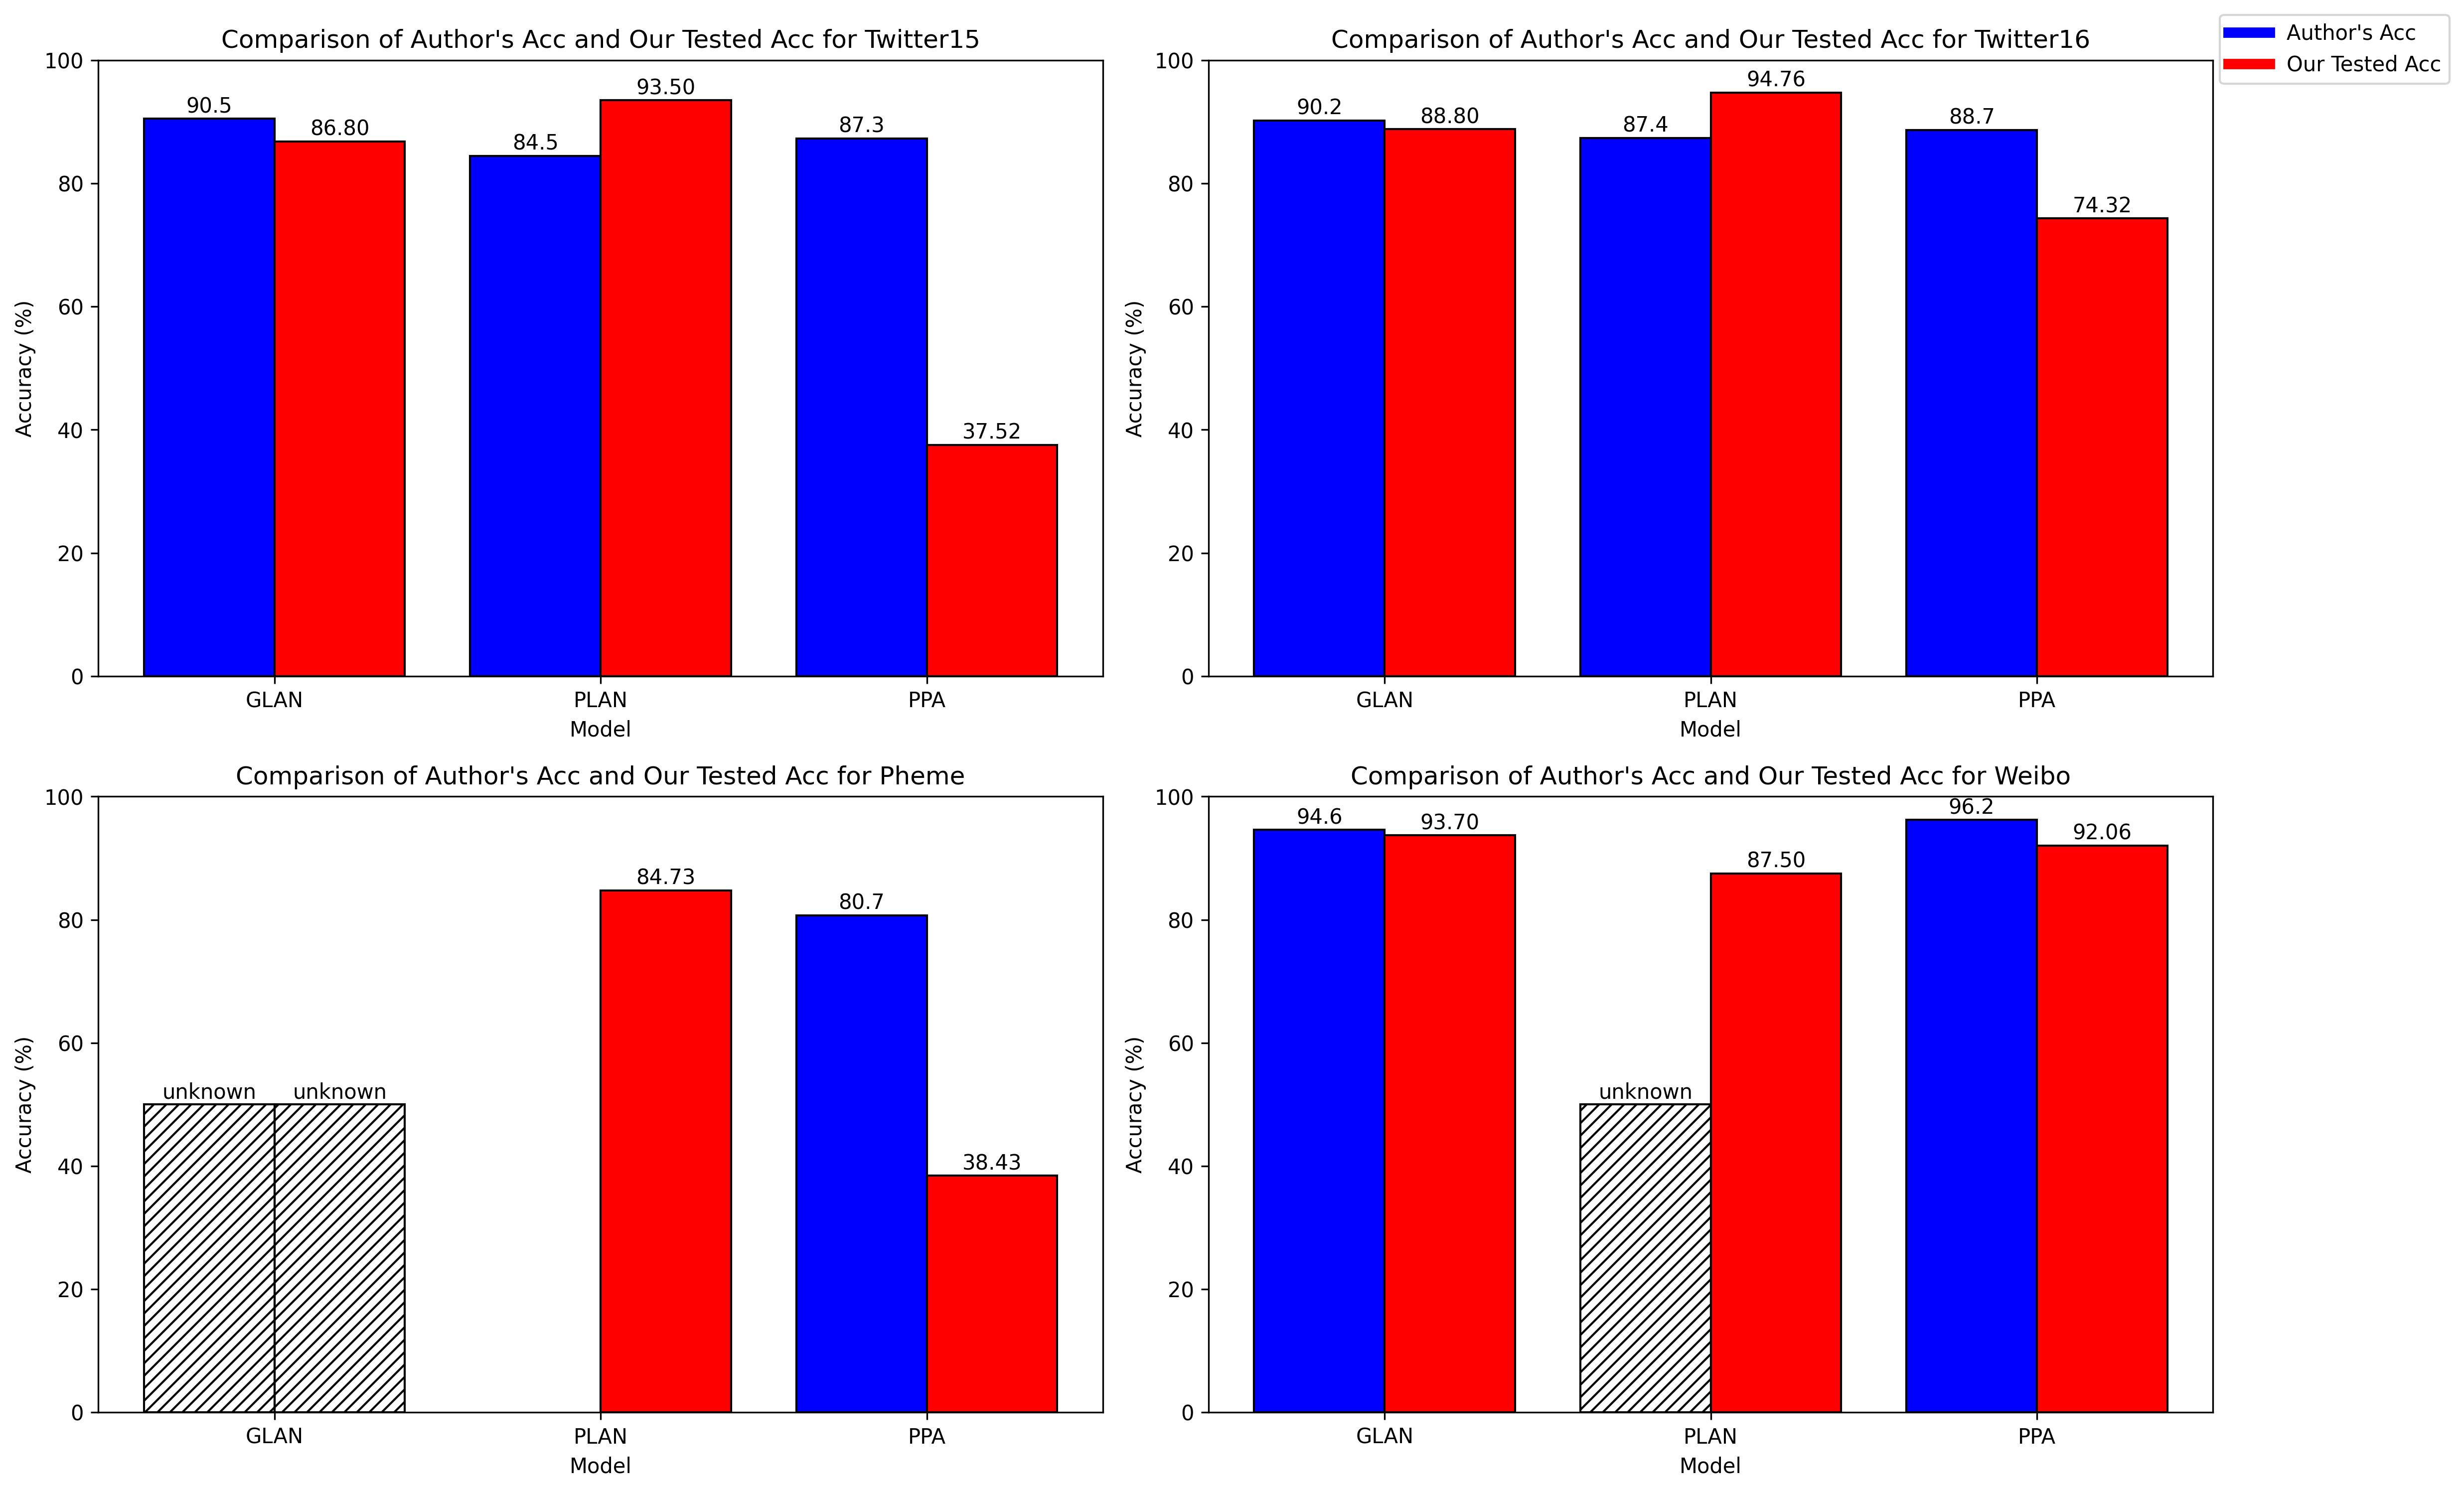 Comparison of Author's Acc and Our Tested Acc for Twitter15
100
80
60
40
20
0
Accuracy (%)
90.5
86.80
84.5
93.50
87.3
37.52
GLAN
PLAN
PPA
Model
Comparison of Author's Acc and Our Tested Acc for Twitter16
100
80
60
40
20
0
Accuracy (%)
90.2
88.80
87.4
94.76
88.7
74.32
GLAN
PLAN
PPA
Model
Author's Acc
Our Tested Acc
Comparison of Author's Acc and Our Tested Acc for Pheme
100
80
60
40
20
0
Accuracy (%)
unknown
unknown
84.73
80.7
38.43
GLAN
PLAN
PPA
Model
Comparison of Author's Acc and Our Tested Acc for Weibo
100
80
60
40
20
0
Accuracy (%)
94.6
93.70
unknown
87.50
96.2
92.06
GLAN
PLAN
PPA
Model